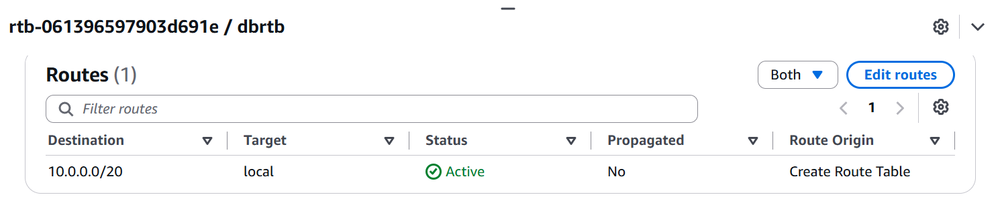 rtb-061396597903d691e / dbrtb
Routes (1)
Both
Edit routes
Filter routes
1
Destination Target Status Propagated Route Origin
10.0.0.0/20 local Active No Create Route Table